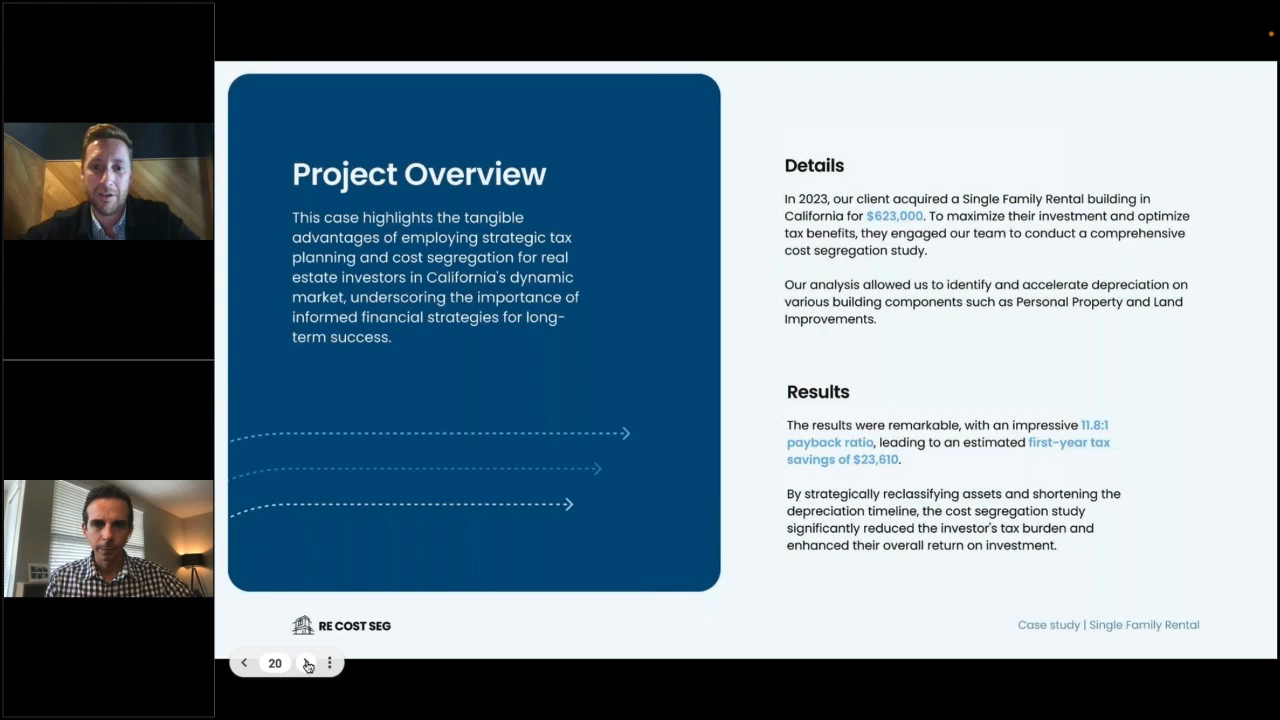 Project Overview
This case highlights the tangible
advantages of employing strategic tax
planning and cost segregation for real
estate investors in California's dynamic
market, underscoring the importance of
informed financial strategies for long-
term success.
Details
In 2023, our client acquired a Single Family Rental building in
California for $623,000. To maximize their investment and optimize
tax benefits, they engaged our team to conduct a comprehensive
cost segregation study.
Our analysis allowed us to identify and accelerate depreciation on
various building components such as Personal Property and Land
Improvements.
Results
The results were remarkable, with an impressive 11.8:1
payback ratio, leading to an estimated first-year tax
savings of $23,610.
By strategically reclassifying assets and shortening the
depreciation timeline, the cost segregation study
significantly reduced the investor's tax burden and
enhanced their overall return on investment.
RE COST SEG
Case study | Single Family Rental
20